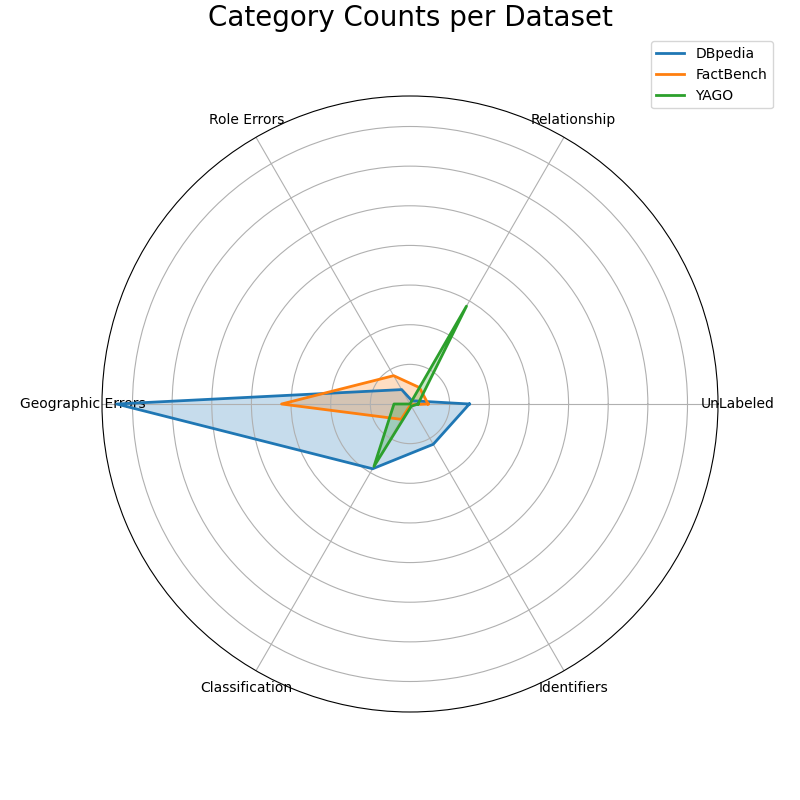 Category Counts per Dataset
DBpedia
FactBench
YAGO
Role Errors
Relationship
Geographic Errors
UnLabeled
Classification
Identifiers